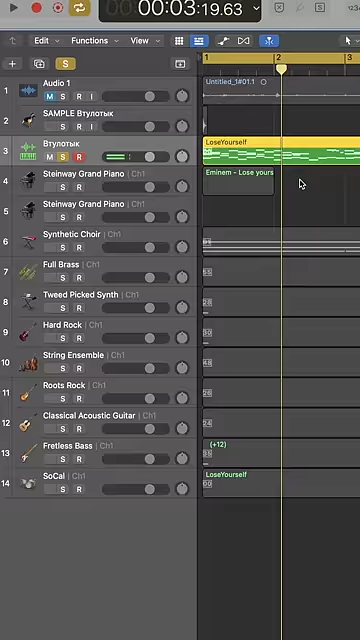 00:03:19.63
1234
Edit Functions View
S
1 2 3
1 Audio 1
M S R I
Untitled_1#01.1
2 SAMPLE Втулотык
S R I
3 Втулотык
M S R
LoseYourself
4 Steinway Grand Piano | Ch1
S R
Eminem - Lose yours
5 Steinway Grand Piano | Ch1
S R
6 Synthetic Choir | Ch1
S R
7 Full Brass | Ch1
S R
8 Tweed Picked Synth | Ch1
S R
9 Hard Rock | Ch1
S R
10 String Ensemble | Ch1
S R
11 Roots Rock | Ch1
S R
12 Classical Acoustic Guitar | Ch1
S R
13 Fretless Bass | Ch1
S R
(+12)
14 SoCal | Ch1
S R
LoseYourself